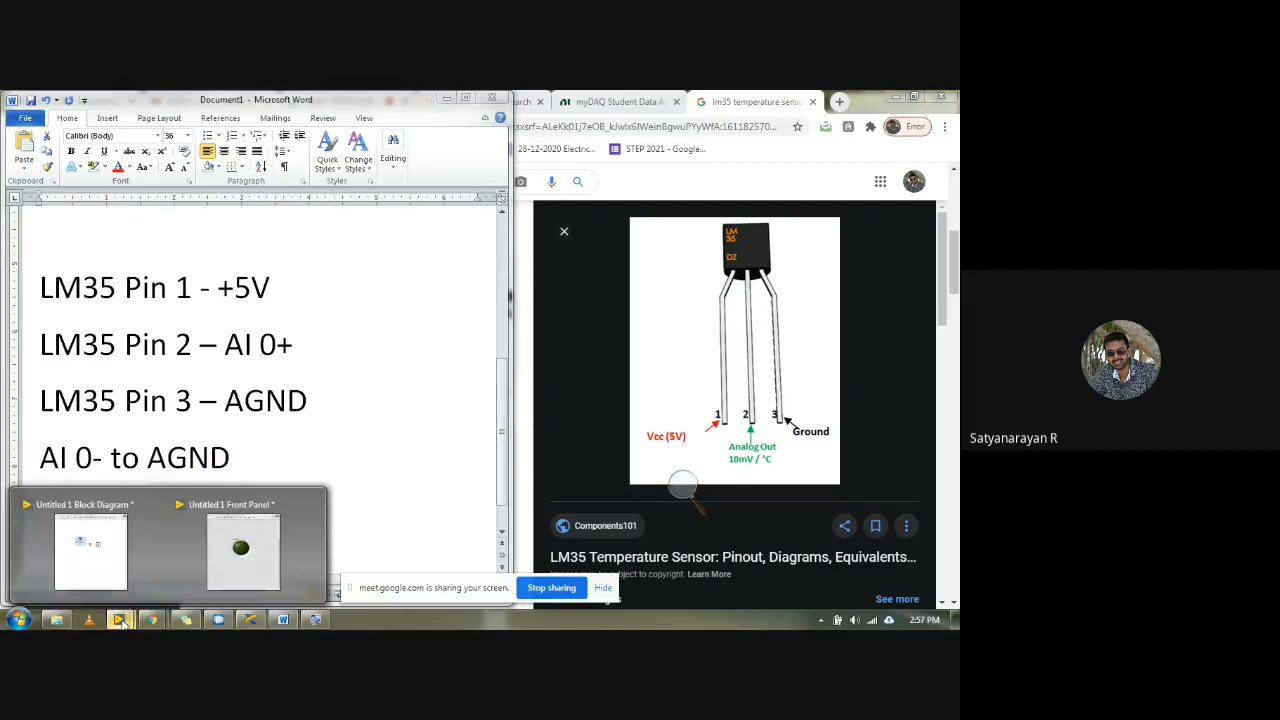 Document1 - Microsoft Word
File Home Insert Page Layout References Mailings Review View
Paste
Calibri (Body) 36
Quick Styles
Change Styles
Editing
Clipboard Font Paragraph Styles
LM35 Pin 1 - +5V
LM35 Pin 2 – AI 0+
LM35 Pin 3 – AGND
AI 0- to AGND
Untitled 1 Block Diagram *
Untitled 1 Front Panel *
meet.google.com is sharing your screen.
Stop sharing
Hide
earch
myDAQ Student Data A
lm35 temperature senso
Error
28-12-2020 Electric...
STEP 2021 - Google...
LM
35
DZ
1 2 3
Vcc (5V)
Analog Out
10mV / °C
Ground
Components101
LM35 Temperature Sensor: Pinout, Diagrams, Equivalents...
Learn More
See more
2:57 PM
Satyanarayan R